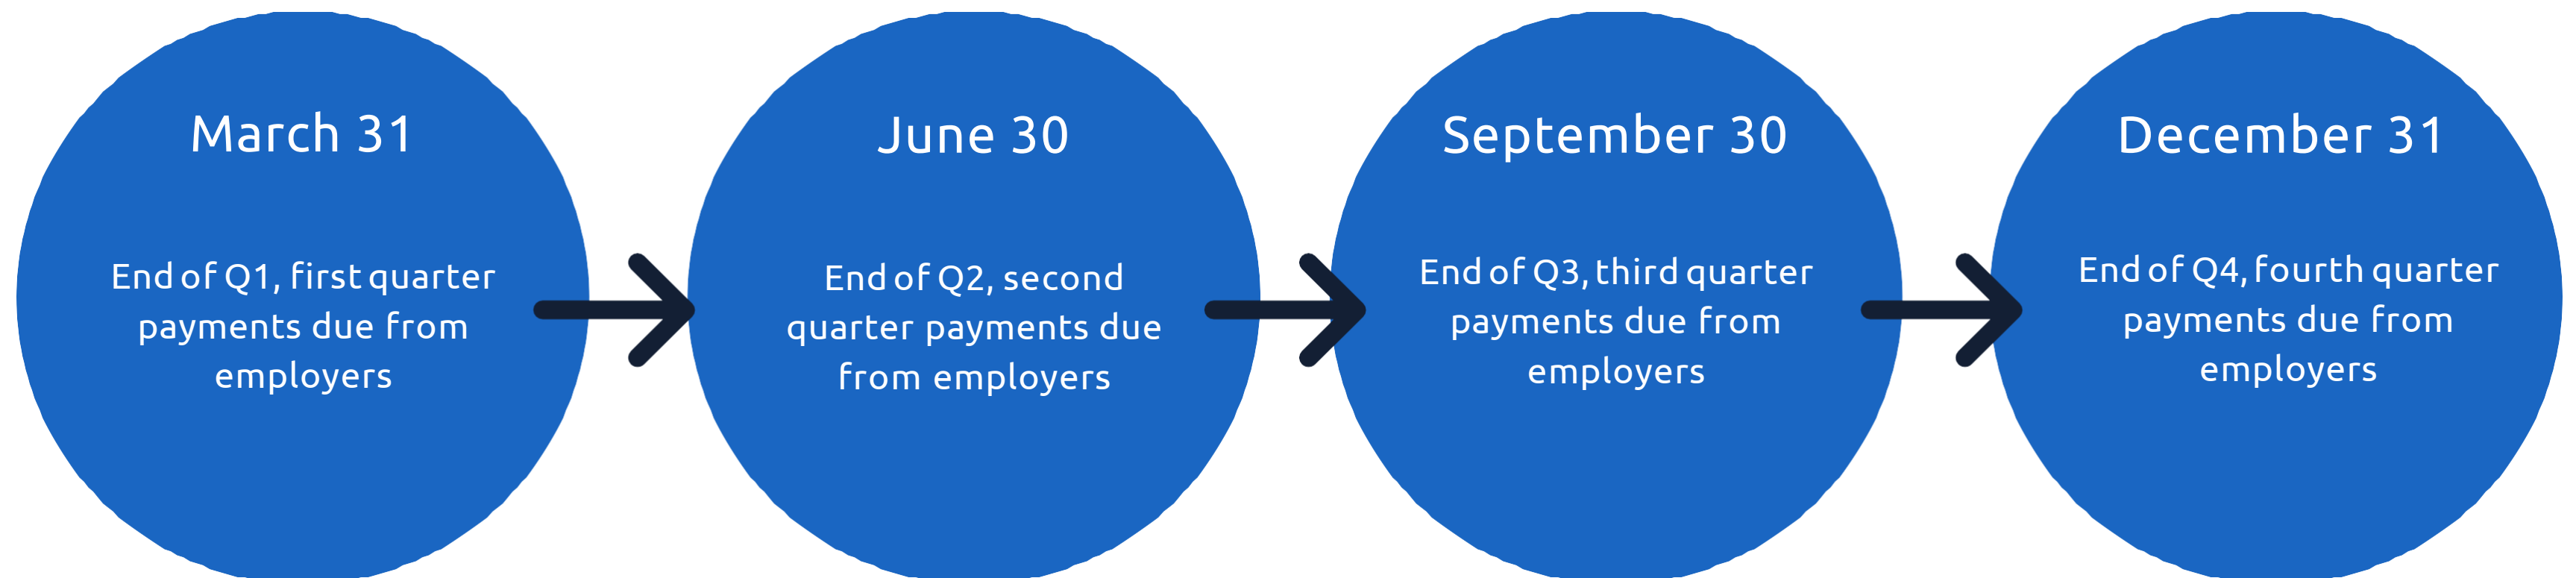 March 31
End of Q1, first quarter
payments due from
employers
June 30
End of Q2, second
quarter payments due
from employers
September 30
End of Q3, third quarter
payments due from
employers
December 31
End of Q4, fourth quarter
payments due from
employers